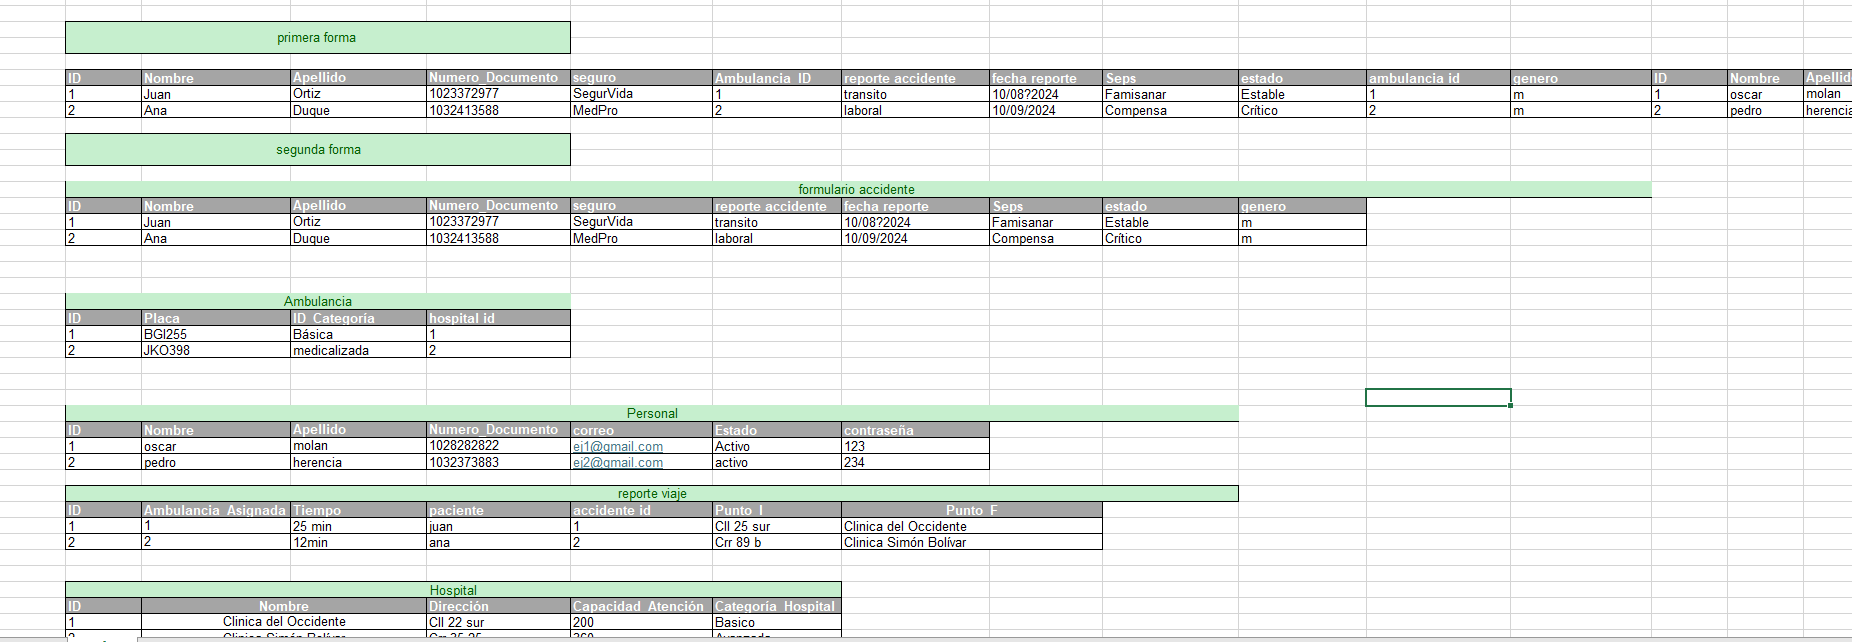 primera forma
ID Nombre Apellido Numero_Documento seguro Ambulancia_ID reporte accidente fecha reporte Seps estado ambulancia id genero ID Nombre Apellid
1 Juan Ortiz 1023372977 SegurVida 1 transito 10/08?2024 Famisanar Estable 1 m 1 oscar molan
2 Ana Duque 1032413588 MedPro 2 laboral 10/09/2024 Compensa Crítico 2 m 2 pedro herencia
segunda forma
formulario accidente
ID Nombre Apellido Numero_Documento seguro reporte accidente fecha reporte Seps estado genero
1 Juan Ortiz 1023372977 SegurVida transito 10/08?2024 Famisanar Estable m
2 Ana Duque 1032413588 MedPro laboral 10/09/2024 Compensa Crítico m
Ambulancia
ID Placa ID_Categoría hospital id
1 BGI255 Básica 1
2 JKO398 medicalizada 2
Personal
ID Nombre Apellido Numero_Documento correo Estado contraseña
1 oscar molan 1028282822 ej1@gmail.com Activo 123
2 pedro herencia 1032373883 ej2@gmail.com activo 234
reporte viaje
ID Ambulancia_Asignada Tiempo paciente accidente id Punto_I Punto_F
1 1 25 min juan 1 Cll 25 sur Clinica del Occidente
2 2 12min ana 2 Crr 89 b Clinica Simón Bolívar
Hospital
ID Nombre Dirección Capacidad_Atención Categoría_Hospital
1 Clinica del Occidente Cll 22 sur 200 Basico
2 Clinica Simón Bolívar